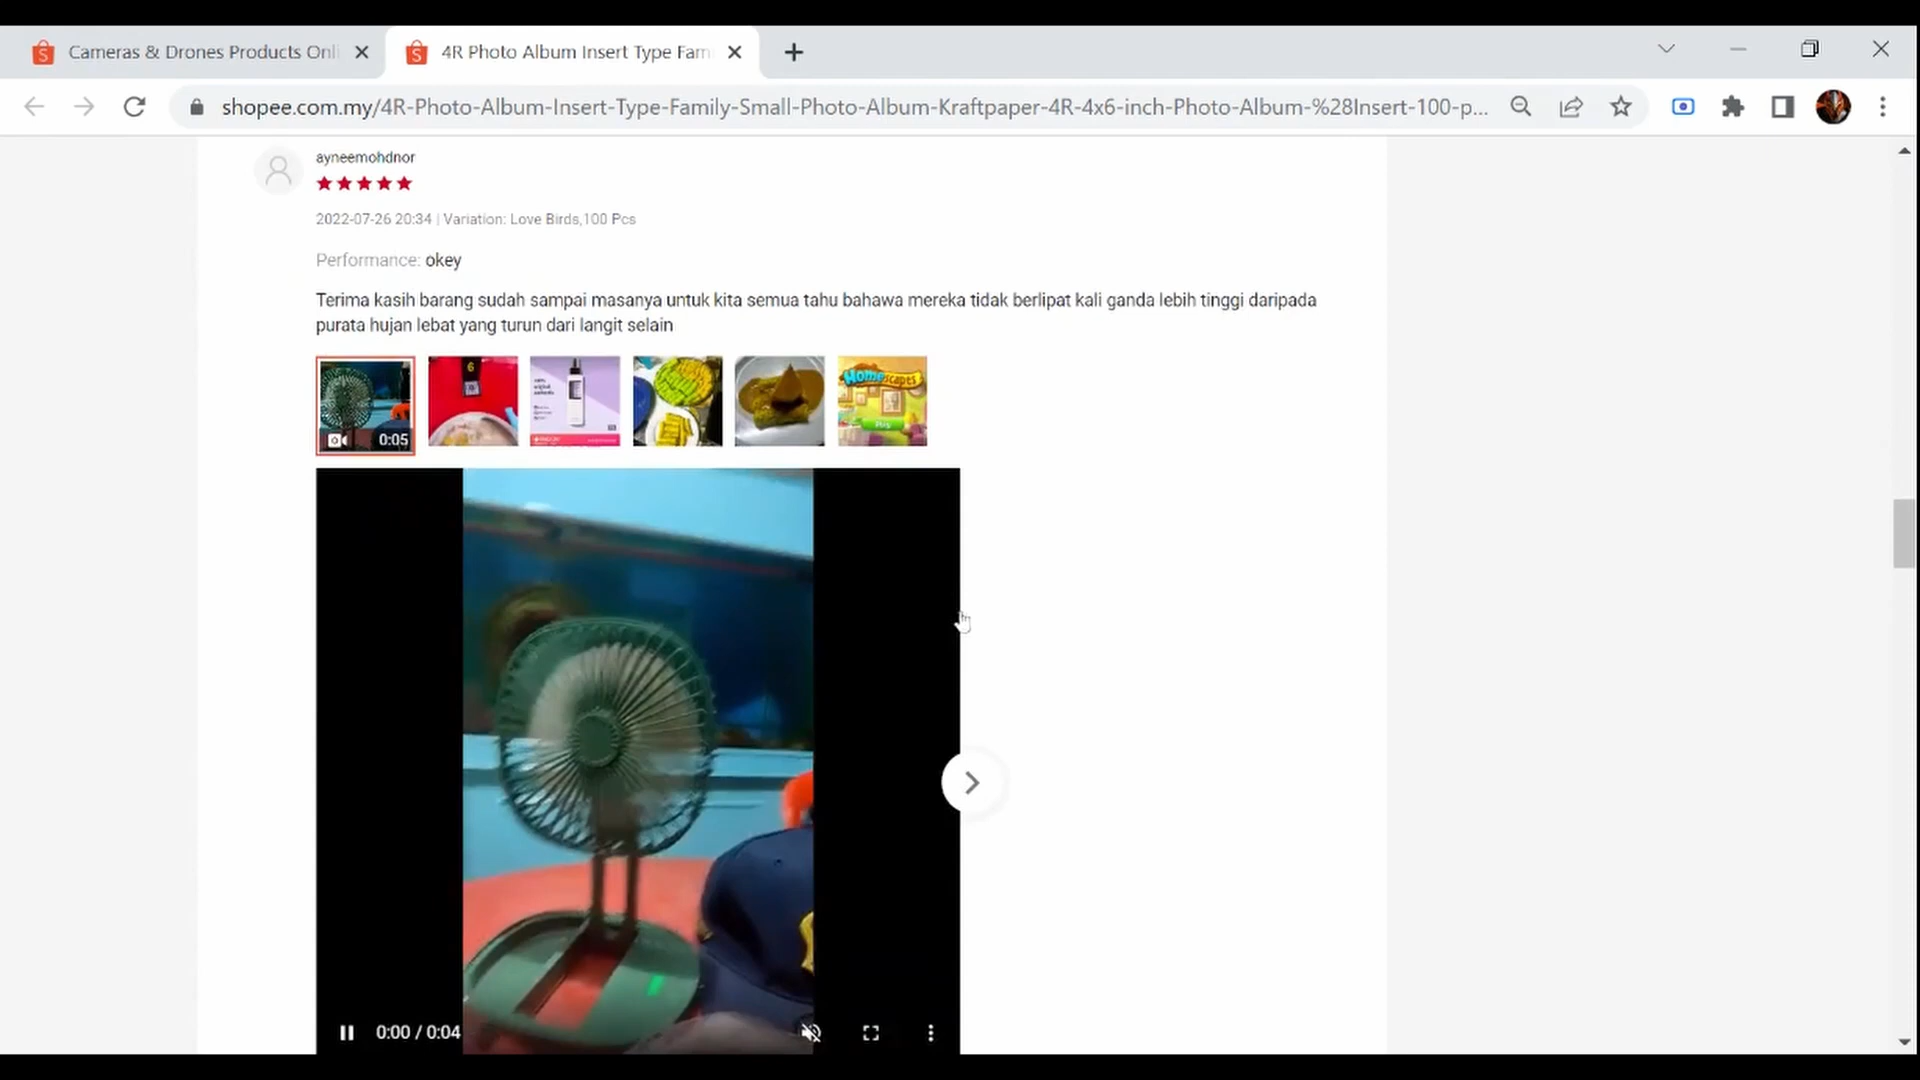 Cameras & Drones Products Onli
4R Photo Album Insert Type Fam
shopee.com.my/4R-Photo-Album-Insert-Type-Family-Small-Photo-Album-Kraftpaper-4R-4x6-inch-Photo-Album-%28Insert-100-p...
ayneemohdnor
2022-07-26 20:34 | Variation: Love Birds,100 Pcs
Performance: okey
Terima kasih barang sudah sampai masanya untuk kita semua tahu bahawa mereka tidak berlipat kali ganda lebih tinggi daripada
purata hujan lebat yang turun dari langit selain
0:05
6
Homescapes
Play
0:00 / 0:04